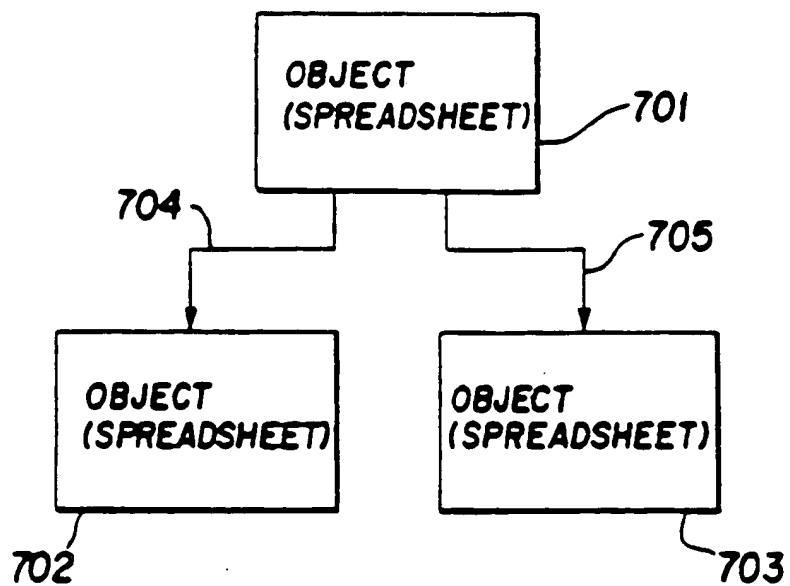 OBJECT
(SPREADSHEET)
701
704
705
OBJECT
(SPREADSHEET)
OBJECT
(SPREADSHEET)
702
703